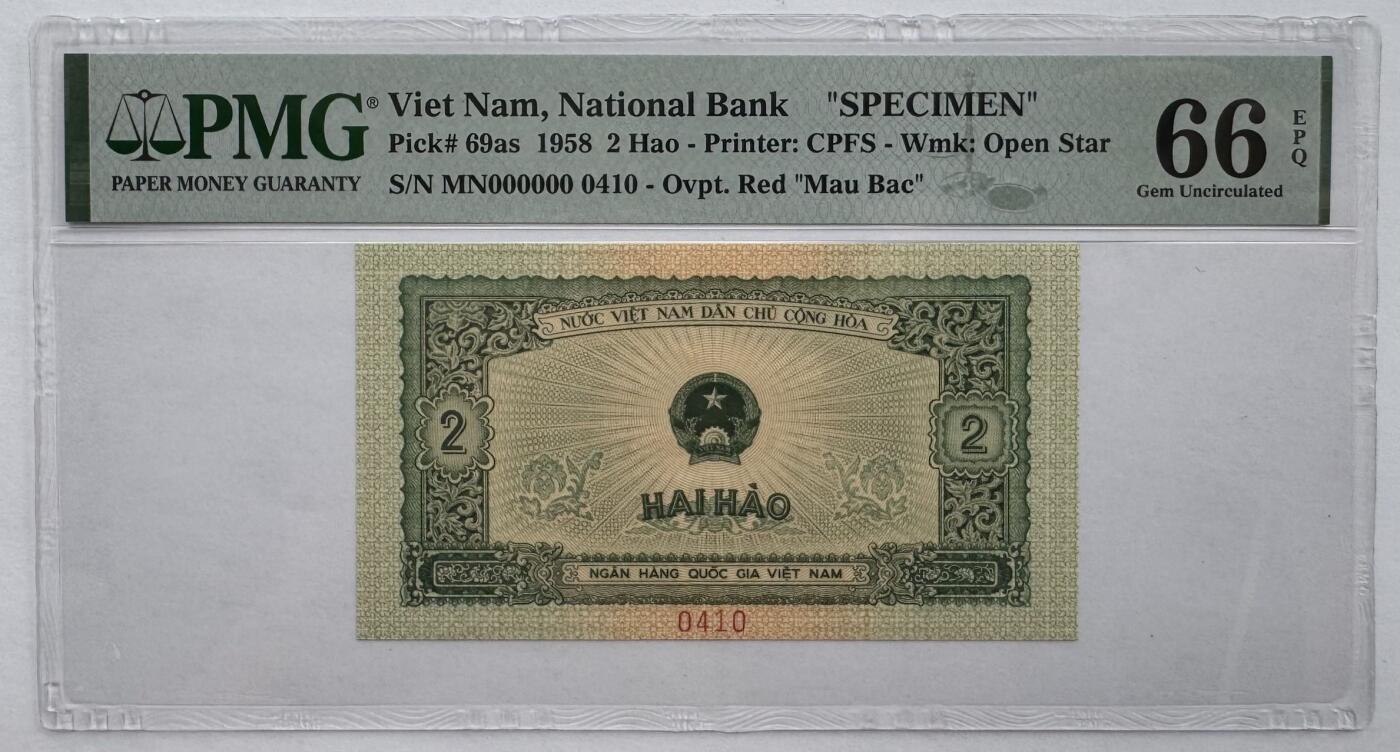 PMG® Viet Nam, National Bank "SPECIMEN"
Pick# 69as 1958 2 Hao - Printer: CPFS - Wmk: Open Star
PAPER MONEY GUARANTY S/N MN000000 0410 - Ovpt. Red "Mau Bac"
66 EPQ
Gem Uncirculated
NƯỚC VIỆT NAM DÂN CHỦ CỘNG HÒA
2 2
HAI HÀO
NGÂN HÀNG QUỐC GIA VIỆT NAM
0410